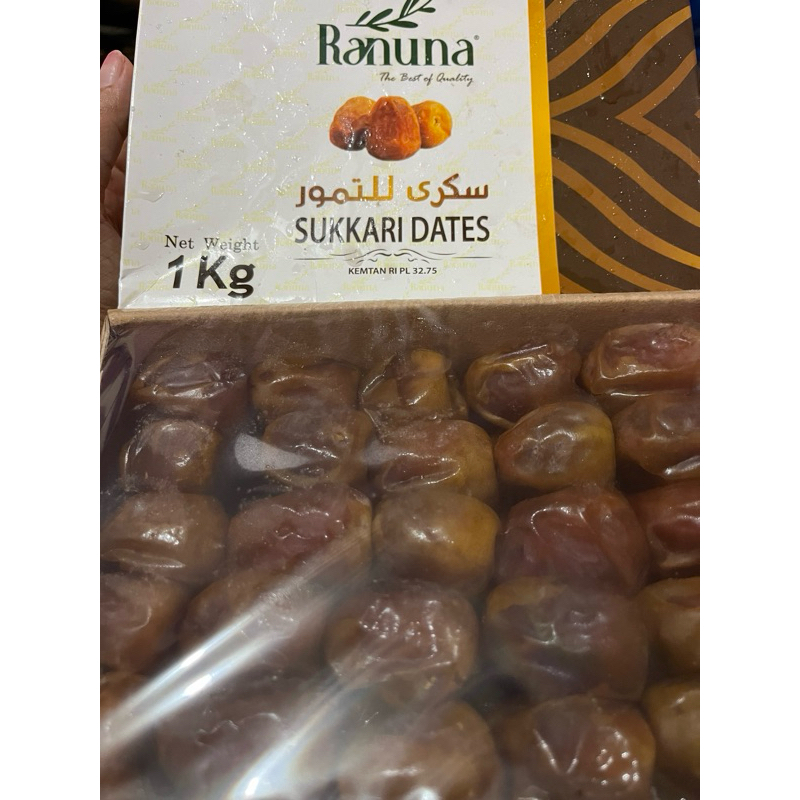 Ranuna®
The Best of Quality
سكرى للتمور
SUKKARI DATES
Net Weight
1 Kg
KEMTAN RI PL 32.75